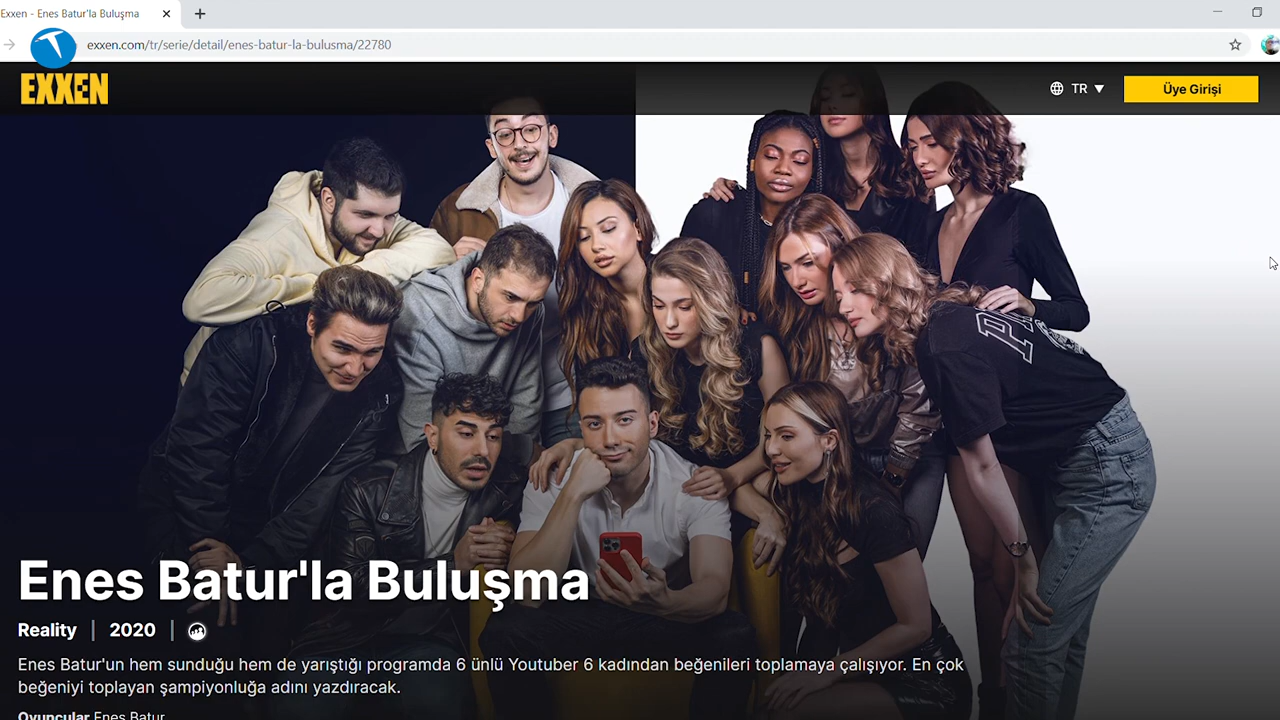 Exxen - Enes Batur'la Buluşma
exxen.com/tr/serie/detail/enes-batur-la-bulusma/22780
EXXEN
TR
Üye Girişi
Enes Batur'la Buluşma
Reality | 2020 |
Enes Batur'un hem sunduğu hem de yarıştığı programda 6 ünlü Youtuber 6 kadından beğenileri toplamaya çalışıyor. En çok
beğeniyi toplayan şampiyonluğa adını yazdıracak.
Oyuncular Enes Batur